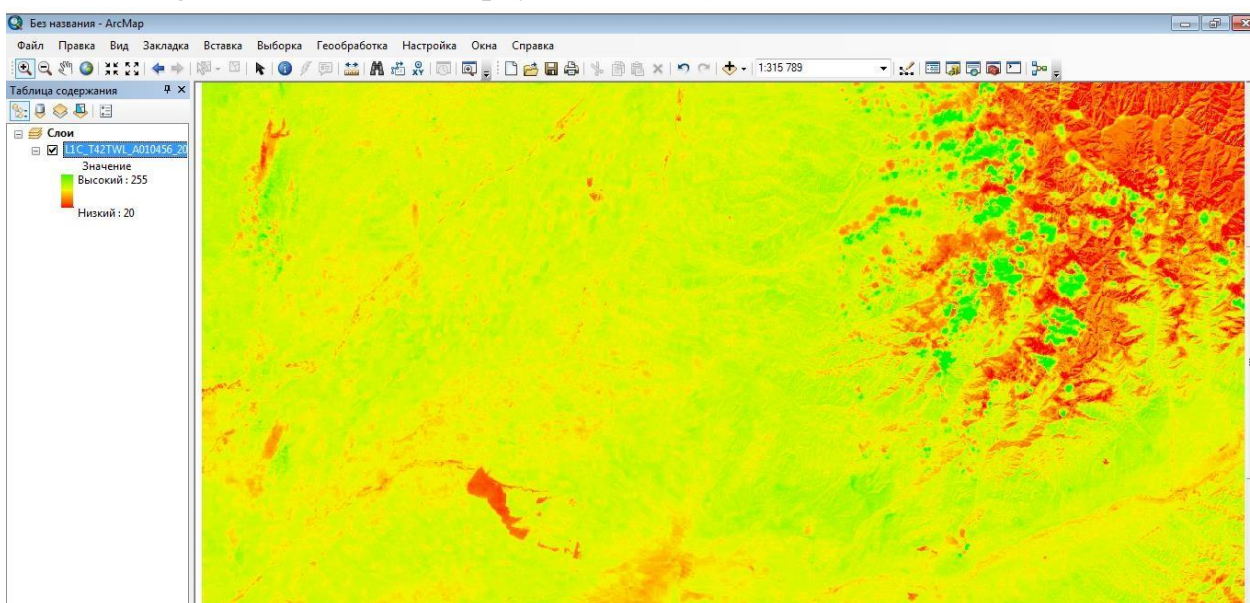 Без названия - ArcMap
Файл Правка Вид Закладка Вставка Выборка Геообработка Настройка Окна Справка
1:315 789
Таблица содержания
Слои
L1C_T42TWL_A010456_20
Значение
Высокий : 255
Низкий : 20